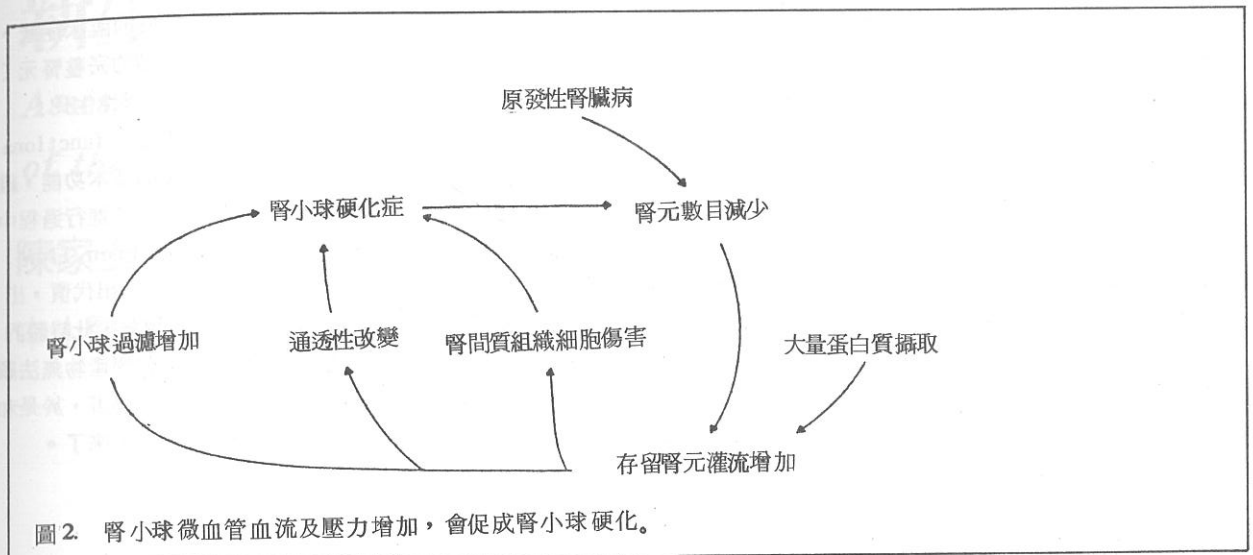 原發性腎臟病
腎小球硬化症
腎元數目減少
腎小球過濾增加
通透性改變
腎間質組織細胞傷害
大量蛋白質攝取
存留腎元灌流增加
圖2. 腎小球微血管血流及壓力增加，會促成腎小球硬化。